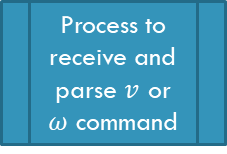 Process to
receive and
parse 𝑣 or
𝜔 command